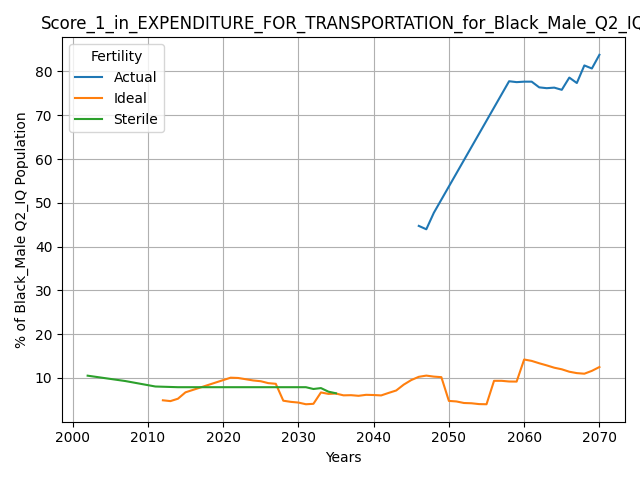 Score_1_in_EXPENDITURE_FOR_TRANSPORTATION_for_Black_Male_Q2_IQ
Fertility
Actual
Ideal
Sterile
% of Black_Male Q2_IQ Population
80
70
60
50
40
30
20
10
2000 2010 2020 2030 2040 2050 2060 2070
Years